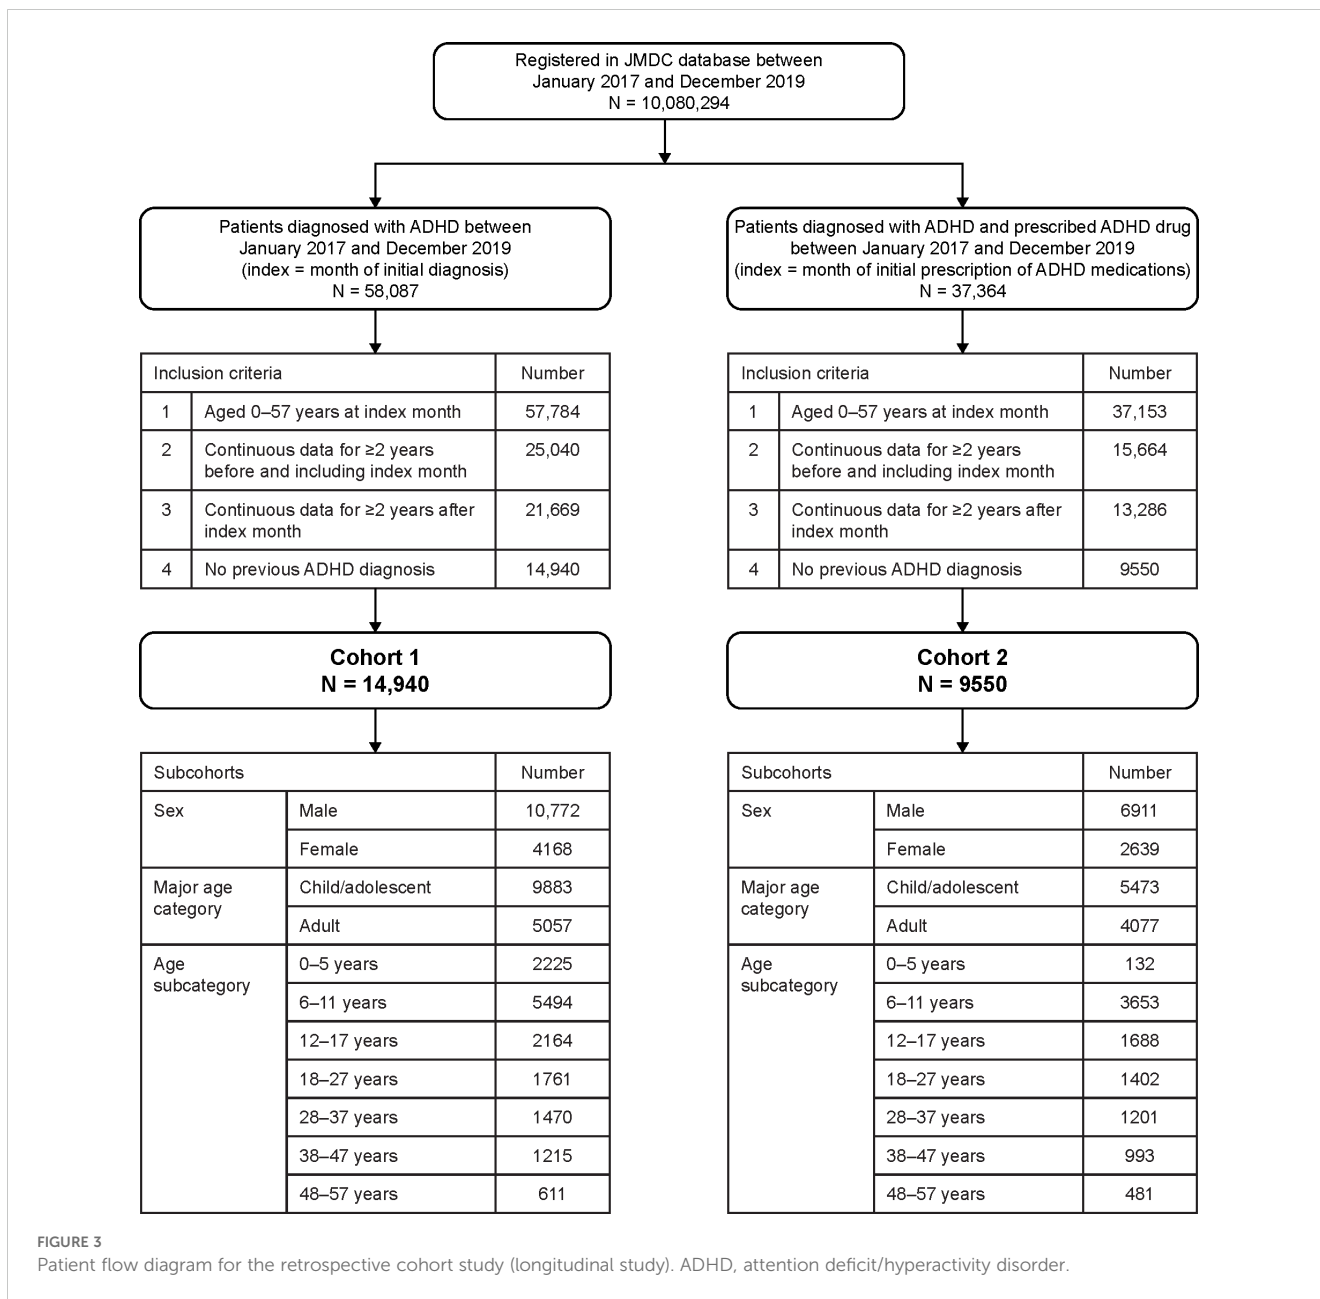 Registered in JMDC database between
January 2017 and December 2019
N = 10,080,294
Patients diagnosed with ADHD between
January 2017 and December 2019
(index = month of initial diagnosis)
N = 58,087
Patients diagnosed with ADHD and prescribed ADHD drug
between January 2017 and December 2019
(index = month of initial prescription of ADHD medications)
N = 37,364
Inclusion criteria Number
1 Aged 0–57 years at index month 57,784
2 Continuous data for ≥2 years 25,040
before and including index month
3 Continuous data for ≥2 years after 21,669
index month
4 No previous ADHD diagnosis 14,940
Inclusion criteria Number
1 Aged 0–57 years at index month 37,153
2 Continuous data for ≥2 years 15,664
before and including index month
3 Continuous data for ≥2 years after 13,286
index month
4 No previous ADHD diagnosis 9550
Cohort 1
N = 14,940
Cohort 2
N = 9550
Subcohorts Number
Sex Male 10,772
Female 4168
Major age Child/adolescent 9883
category
Adult 5057
Age 0–5 years 2225
subcategory
6–11 years 5494
12–17 years 2164
18–27 years 1761
28–37 years 1470
38–47 years 1215
48–57 years 611
Subcohorts Number
Sex Male 6911
Female 2639
Major age Child/adolescent 5473
category
Adult 4077
Age 0–5 years 132
subcategory
6–11 years 3653
12–17 years 1688
18–27 years 1402
28–37 years 1201
38–47 years 993
48–57 years 481
FIGURE 3
Patient flow diagram for the retrospective cohort study (longitudinal study). ADHD, attention deficit/hyperactivity disorder.